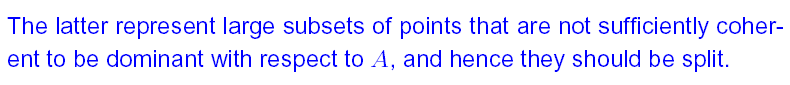 The latter represent large subsets of points that are not sufficiently coher-
ent to be dominant with respect to A, and hence they should be split.